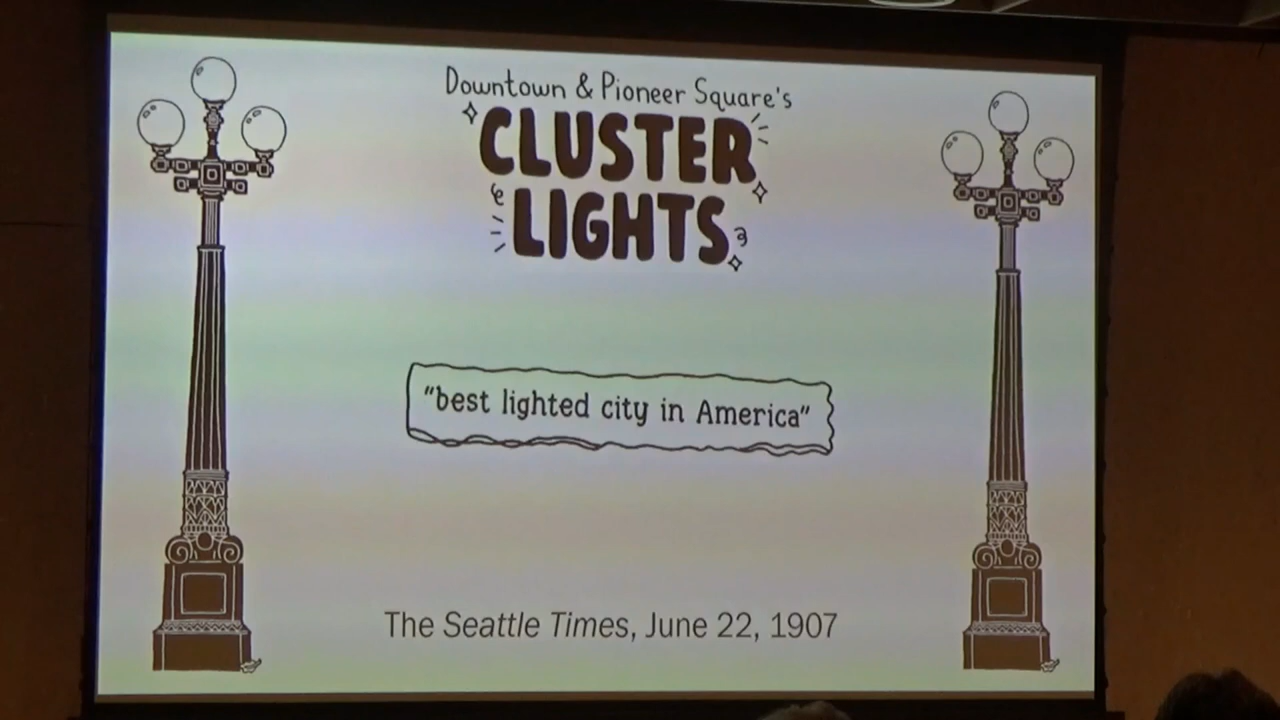 Downtown & Pioneer Square's
CLUSTER
LIGHTS
"best lighted city in America"
The Seattle Times, June 22, 1907